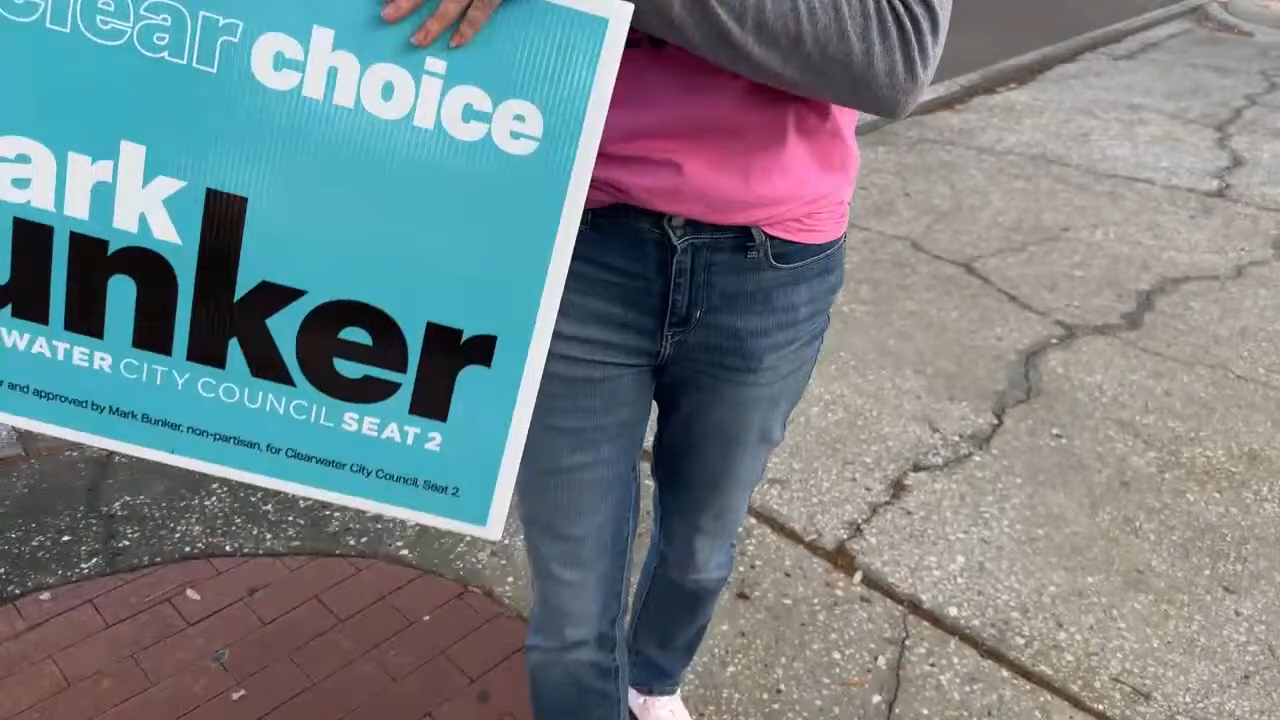 clear choice
ark
unker
WATER CITY COUNCIL SEAT 2
r and approved by Mark Bunker, non-partisan, for Clearwater City Council, Seat 2.